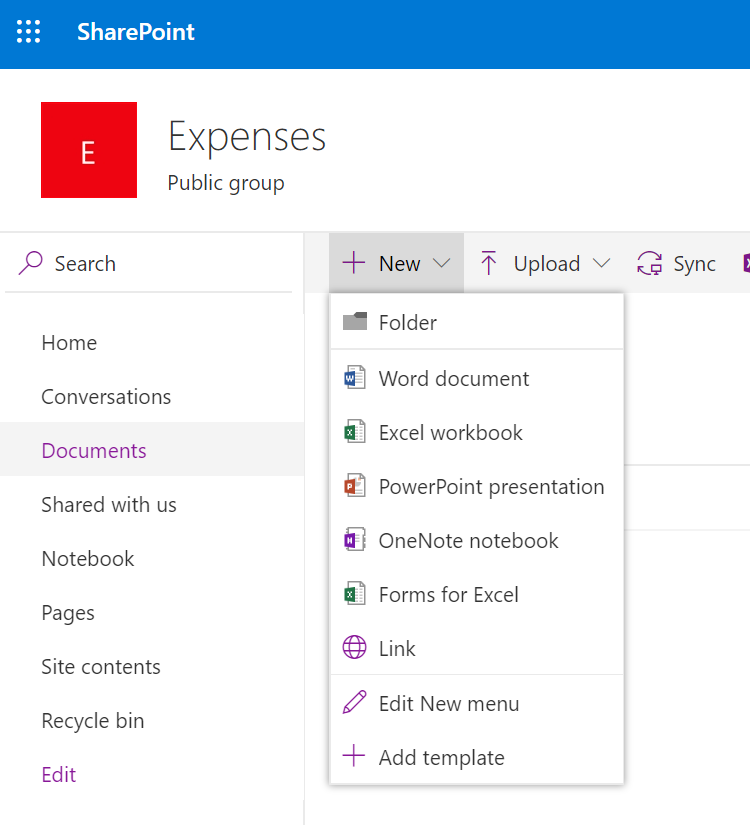 SharePoint
E
Expenses
Public group
Search
New
Upload
Sync
Home
Conversations
Documents
Shared with us
Notebook
Pages
Site contents
Recycle bin
Edit
Folder
Word document
Excel workbook
PowerPoint presentation
OneNote notebook
Forms for Excel
Link
Edit New menu
Add template